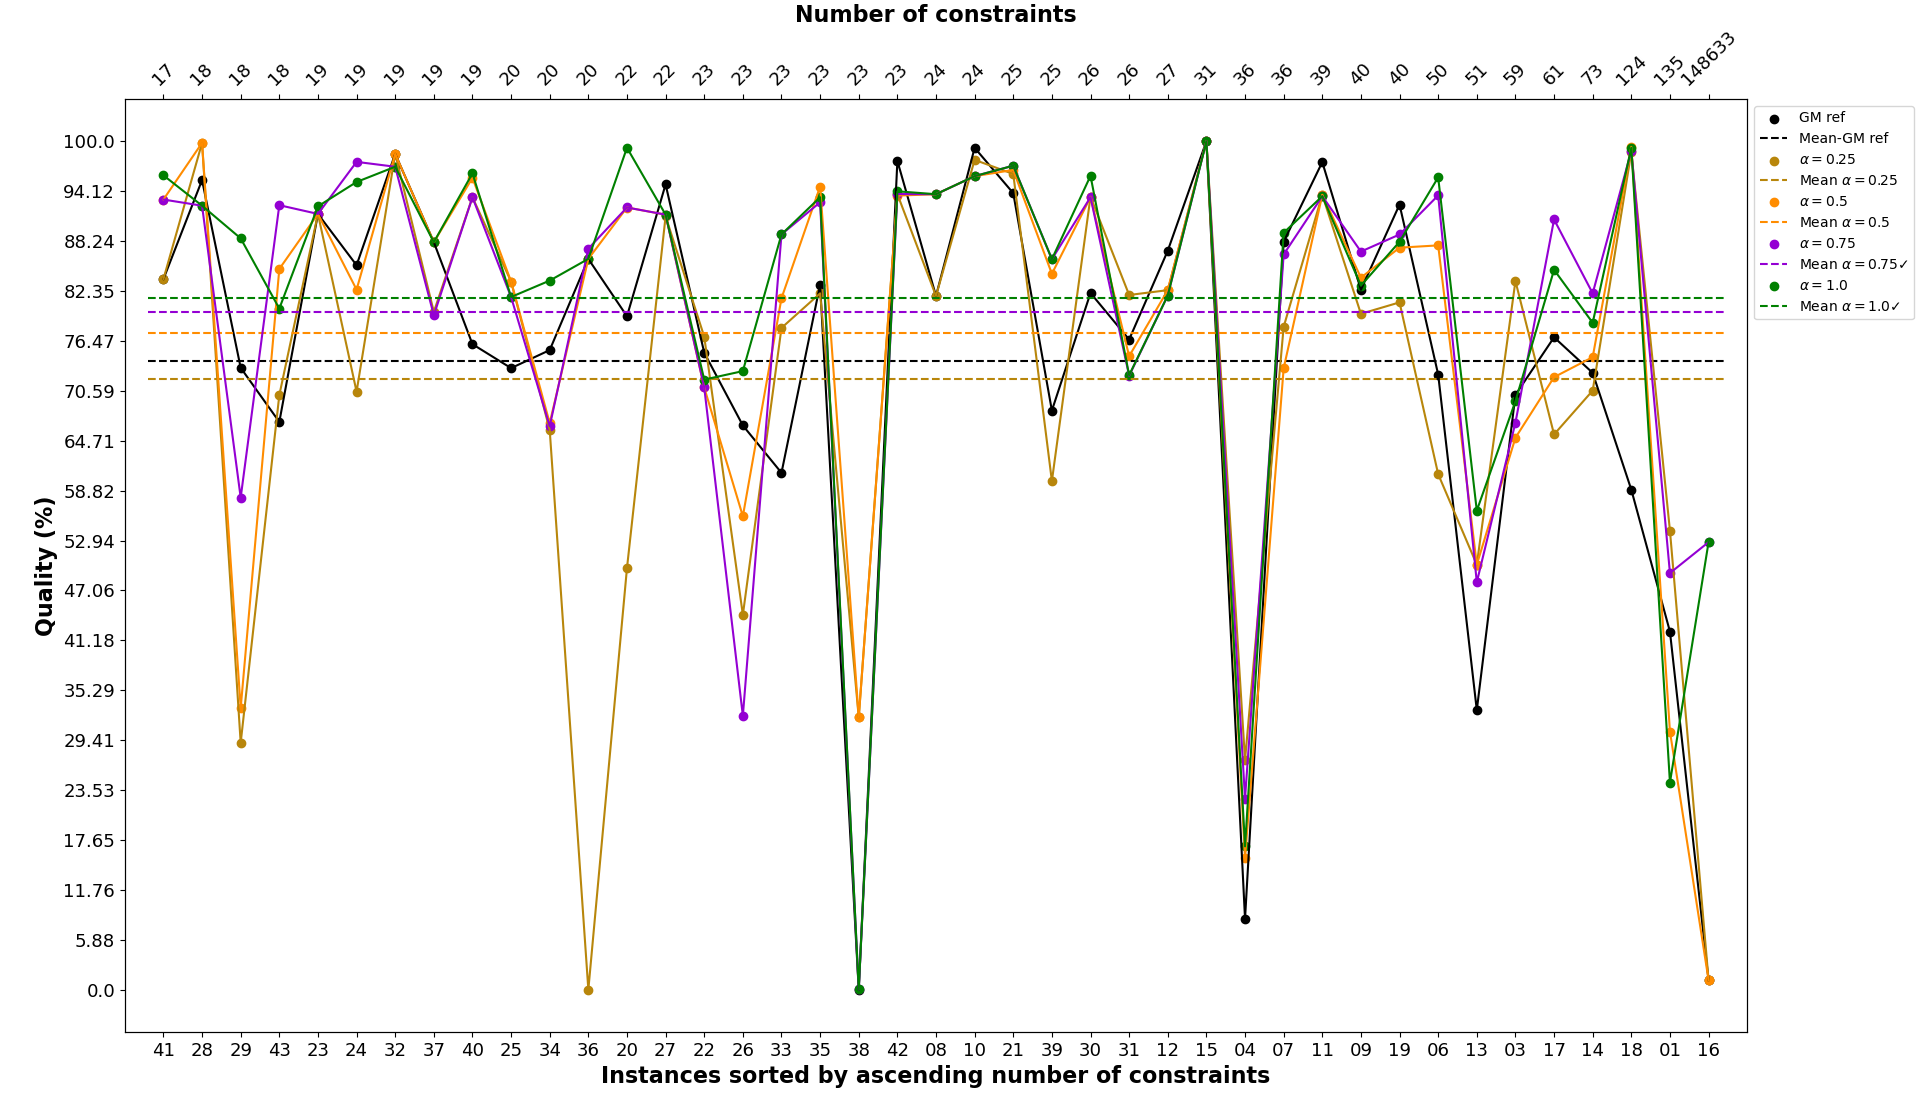 Number of constraints
17 18 18 18 19 19 19 19 19 20 20 20 22 22 23 23 23 23 23 23 24 24 25 25 26 26 27 31 36 36 39 40 40 50 51 59 61 73 124 135 148633
GM ref
Mean-GM ref
α = 0.25
Mean α = 0.25
α = 0.5
Mean α = 0.5
α = 0.75
Mean α = 0.75✓
α = 1.0
Mean α = 1.0✓
Quality (%)
100.0
94.12
88.24
82.35
76.47
70.59
64.71
58.82
52.94
47.06
41.18
35.29
29.41
23.53
17.65
11.76
5.88
0.0
41 28 29 43 23 24 32 37 40 25 34 36 20 27 22 26 33 35 38 42 08 10 21 39 30 31 12 15 04 07 11 09 19 06 13 03 17 14 18 01 16
Instances sorted by ascending number of constraints